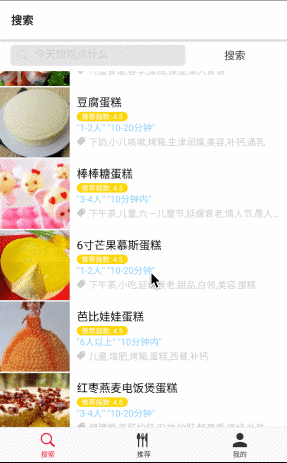 搜索
今天想吃点什么
搜索
豆腐蛋糕
推荐指数: 4.5
"1-2人" "10-20分钟"
下奶,小儿咳嗽,烤箱,生津润燥,美容,补钙,通乳
棒棒糖蛋糕
推荐指数: 4.5
"3-4人" "10分钟内"
下午茶,儿童,六一儿童节,延缓衰老,情人节,愚人...
6寸芒果慕斯蛋糕
推荐指数: 4.5
"1-2人" "10-20分钟"
下午茶,小吃,延缓衰老,甜品,白领,美容,蛋糕
芭比娃娃蛋糕
推荐指数: 4.5
"6人以上" "10分钟内"
儿童,增肥,烤箱,蛋糕,西餐,补钙
红枣燕麦电饭煲蛋糕
推荐指数: 4.5
"3-4人" "10-20分钟"
搜索
推荐
我的